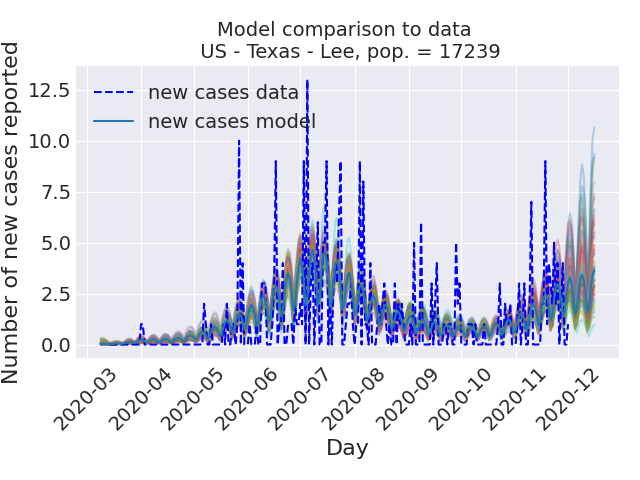 Model comparison to data
US - Texas - Lee, pop. = 17239
Number of new cases reported
12.5
10.0
7.5
5.0
2.5
0.0
new cases data
new cases model
2020-03
2020-04
2020-05
2020-06
2020-07
2020-08
2020-09
2020-10
2020-11
2020-12
Day